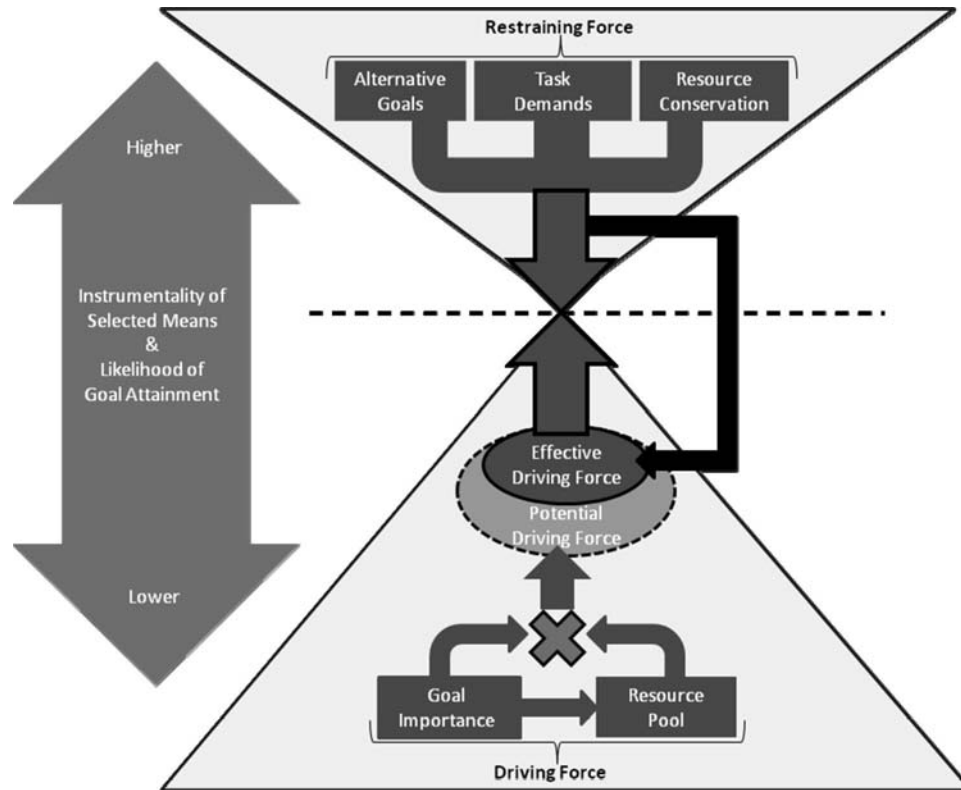 Restraining Force
Alternative
Goals
Task
Demands
Resource
Conservation
Higher
Instrumentality of
Selected Means
&
Likelihood of
Goal Attainment
Lower
Effective
Driving Force
Potential
Driving Force
Goal
Importance
Resource
Pool
Driving Force